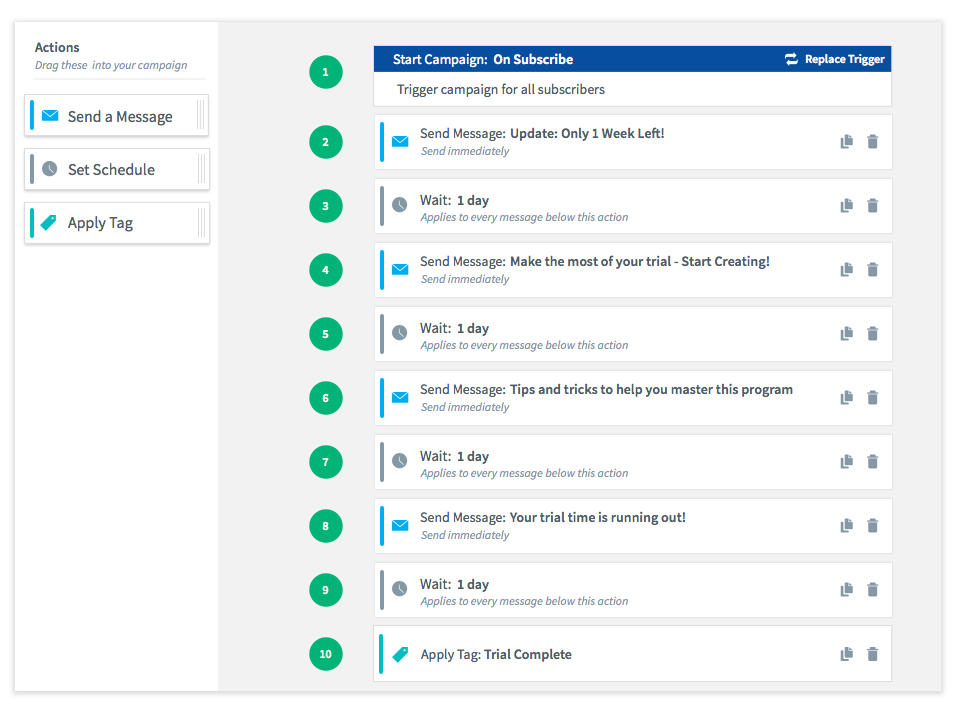 Actions
Drag these into your campaign
Send a Message
Set Schedule
Apply Tag
1
Start Campaign: On Subscribe
Replace Trigger
Trigger campaign for all subscribers
2
Send Message: Update: Only 1 Week Left!
Send immediately
3
Wait: 1 day
Applies to every message below this action
4
Send Message: Make the most of your trial - Start Creating!
Send immediately
5
Wait: 1 day
Applies to every message below this action
6
Send Message: Tips and tricks to help you master this program
Send immediately
7
Wait: 1 day
Applies to every message below this action
8
Send Message: Your trial time is running out!
Send immediately
9
Wait: 1 day
Applies to every message below this action
10
Apply Tag: Trial Complete